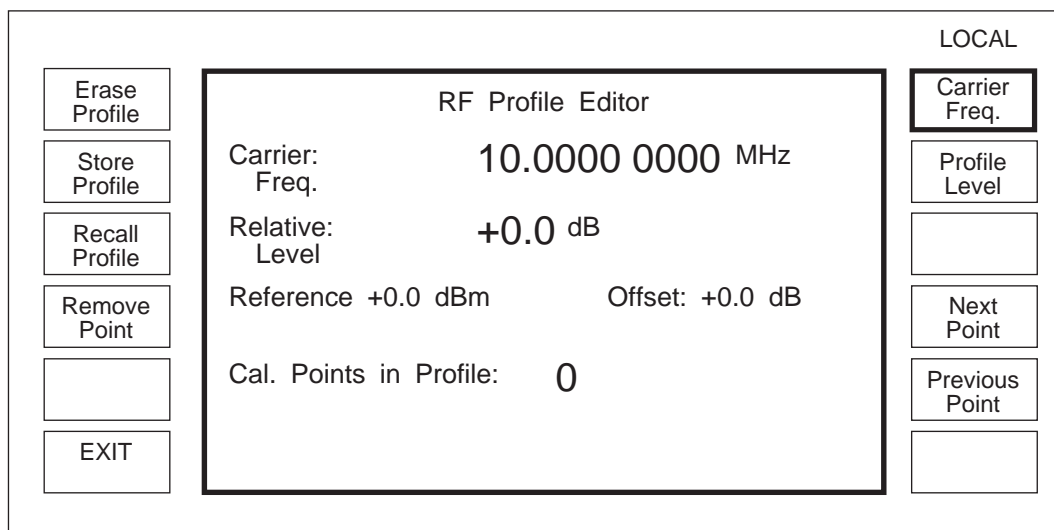 LOCAL
Erase
Profile
Store
Profile
Recall
Profile
Remove
Point
EXIT
RF Profile Editor
Carrier: 10.0000 0000 MHz
Freq.
Relative: +0.0 dB
Level
Reference +0.0 dBm Offset: +0.0 dB
Cal. Points in Profile: 0
Carrier
Freq.
Profile
Level
Next
Point
Previous
Point